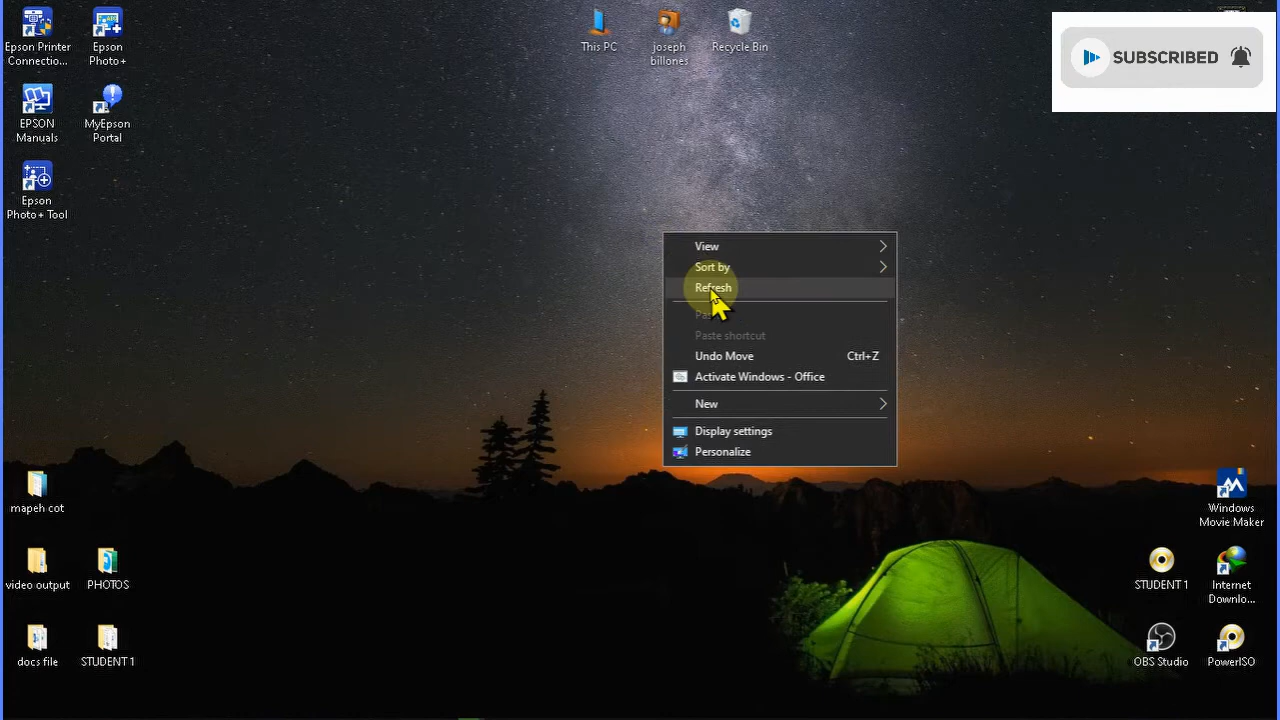 Epson Printer
Connectio...
Epson
Photo+
This PC
joseph
billones
Recycle Bin
SUBSCRIBED
EPSON
Manuals
MyEpson
Portal
Epson
Photo+ Tool
View
Sort by
Refresh
Paste shortcut
Undo Move Ctrl+Z
Activate Windows - Office
New
Display settings
Personalize
mapeh cot
Windows
Movie Maker
video output
PHOTOS
STUDENT 1
Internet
Downlo...
docs file
STUDENT 1
OBS Studio
PowerISO